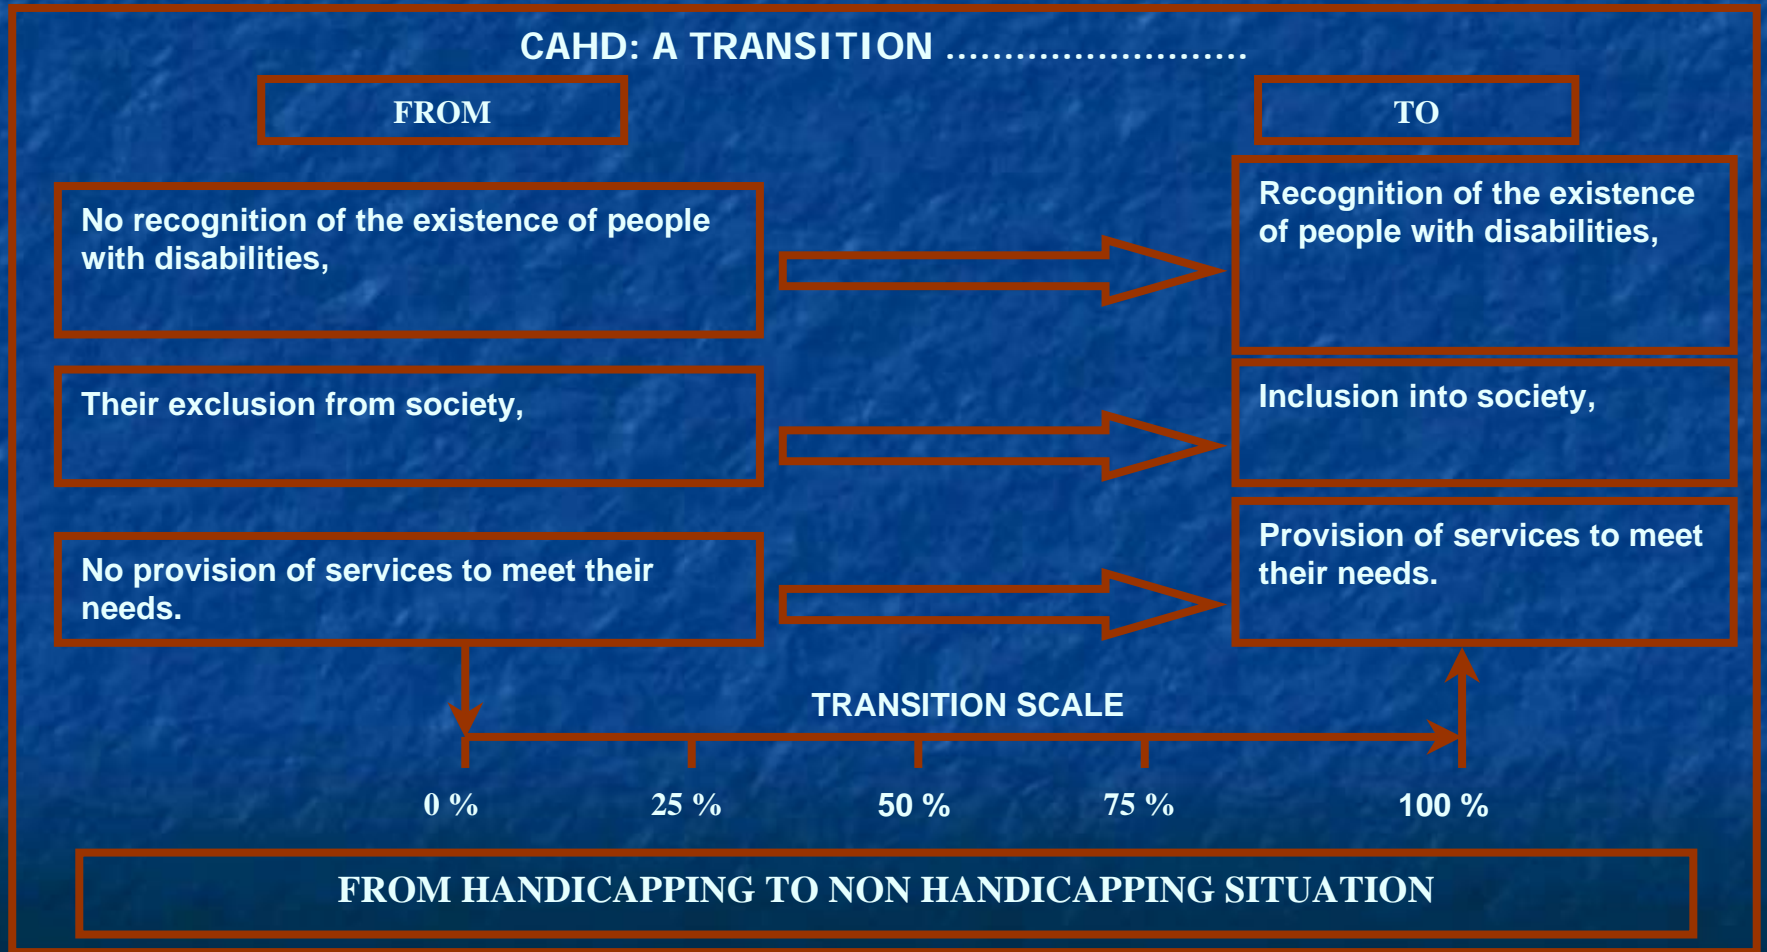 CAHD: A TRANSITION ..........................
FROM
TO
No recognition of the existence of people
with disabilities,
Recognition of the existence
of people with disabilities,
Their exclusion from society,
Inclusion into society,
No provision of services to meet their
needs.
Provision of services to meet
their needs.
TRANSITION SCALE
0 % 25 % 50 % 75 % 100 %
FROM HANDICAPPING TO NON HANDICAPPING SITUATION